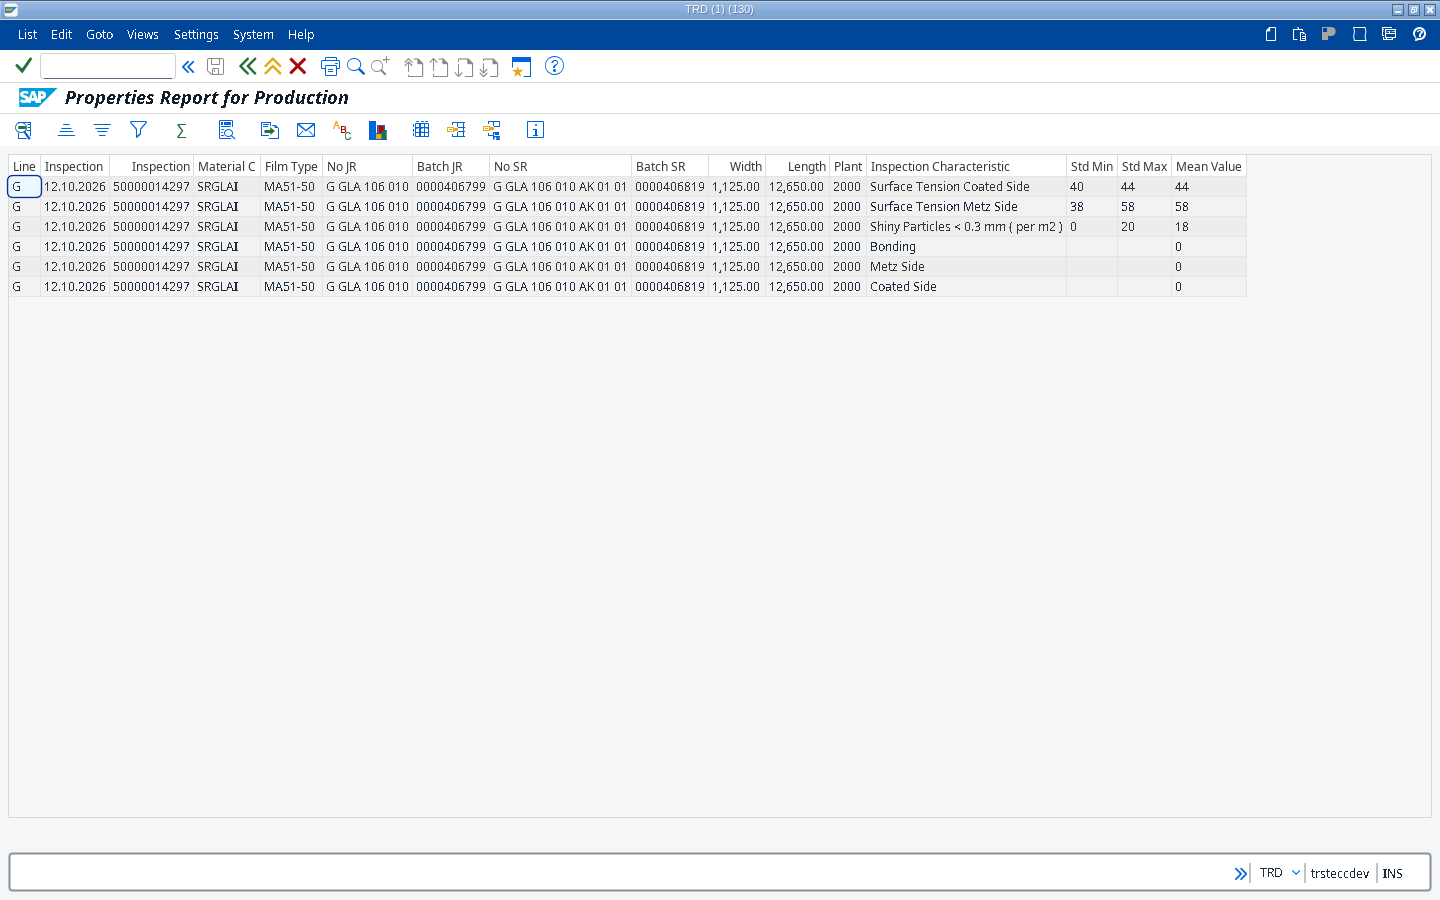 TRD (1) (130)
List Edit Goto Views Settings System Help
SAP Properties Report for Production
Line Inspection Inspection Material C Film Type No JR Batch JR No SR Batch SR Width Length Plant Inspection Characteristic Std Min Std Max Mean Value
G 12.10.2026 50000014297 SRGLAI MA51-50 G GLA 106 010 0000406799 G GLA 106 010 AK 01 01 0000406819 1,125.00 12,650.00 2000 Surface Tension Coated Side 40 44 44
G 12.10.2026 50000014297 SRGLAI MA51-50 G GLA 106 010 0000406799 G GLA 106 010 AK 01 01 0000406819 1,125.00 12,650.00 2000 Surface Tension Metz Side 38 58 58
G 12.10.2026 50000014297 SRGLAI MA51-50 G GLA 106 010 0000406799 G GLA 106 010 AK 01 01 0000406819 1,125.00 12,650.00 2000 Shiny Particles < 0.3 mm ( per m2 ) 0 20 18
G 12.10.2026 50000014297 SRGLAI MA51-50 G GLA 106 010 0000406799 G GLA 106 010 AK 01 01 0000406819 1,125.00 12,650.00 2000 Bonding 0
G 12.10.2026 50000014297 SRGLAI MA51-50 G GLA 106 010 0000406799 G GLA 106 010 AK 01 01 0000406819 1,125.00 12,650.00 2000 Metz Side 0
G 12.10.2026 50000014297 SRGLAI MA51-50 G GLA 106 010 0000406799 G GLA 106 010 AK 01 01 0000406819 1,125.00 12,650.00 2000 Coated Side 0
TRD trsteccdev INS